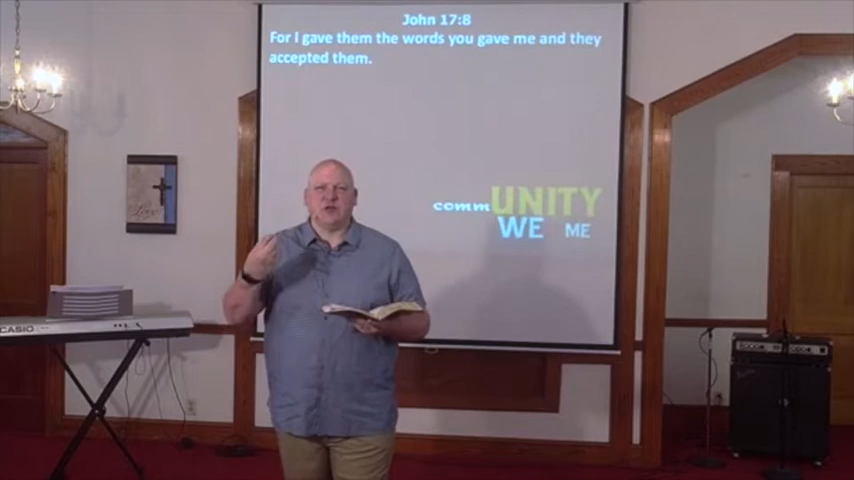 John 17:8
For I gave them the words you gave me and they
accepted them.
commUNITY
WE ME
Love
CASIO